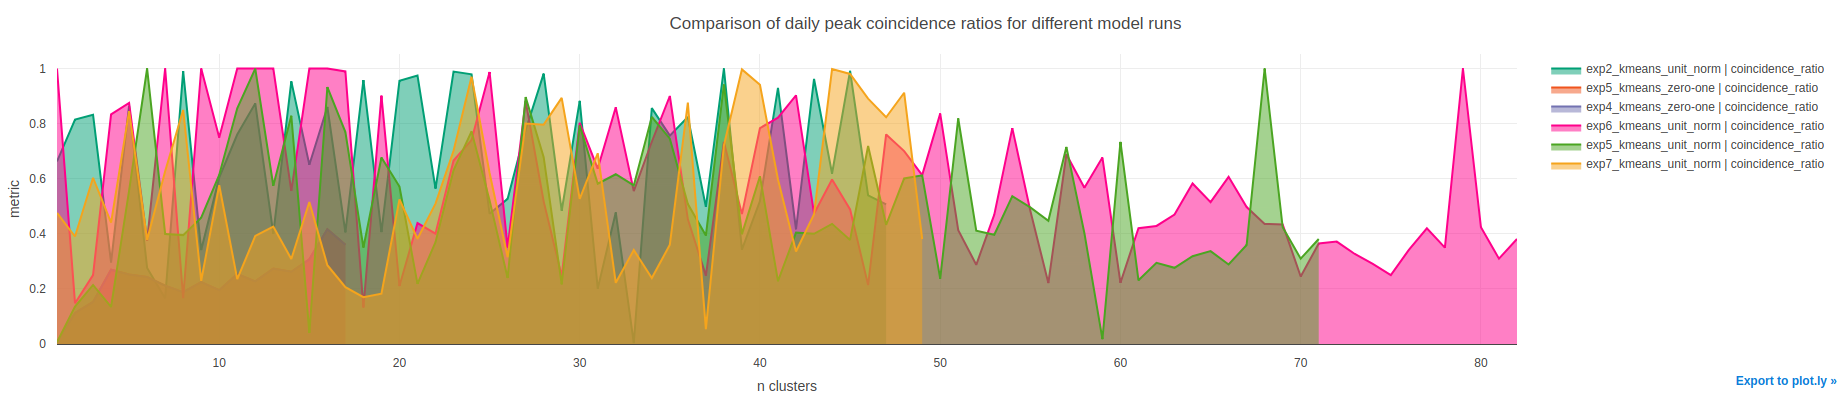 Comparison of daily peak coincidence ratios for different model runs
metric
1
0.8
0.6
0.4
0.2
0
10
20
30
40
50
60
70
80
n clusters
exp2_kmeans_unit_norm | coincidence_ratio
exp5_kmeans_zero-one | coincidence_ratio
exp4_kmeans_zero-one | coincidence_ratio
exp6_kmeans_unit_norm | coincidence_ratio
exp5_kmeans_unit_norm | coincidence_ratio
exp7_kmeans_unit_norm | coincidence_ratio
Export to plot.ly »